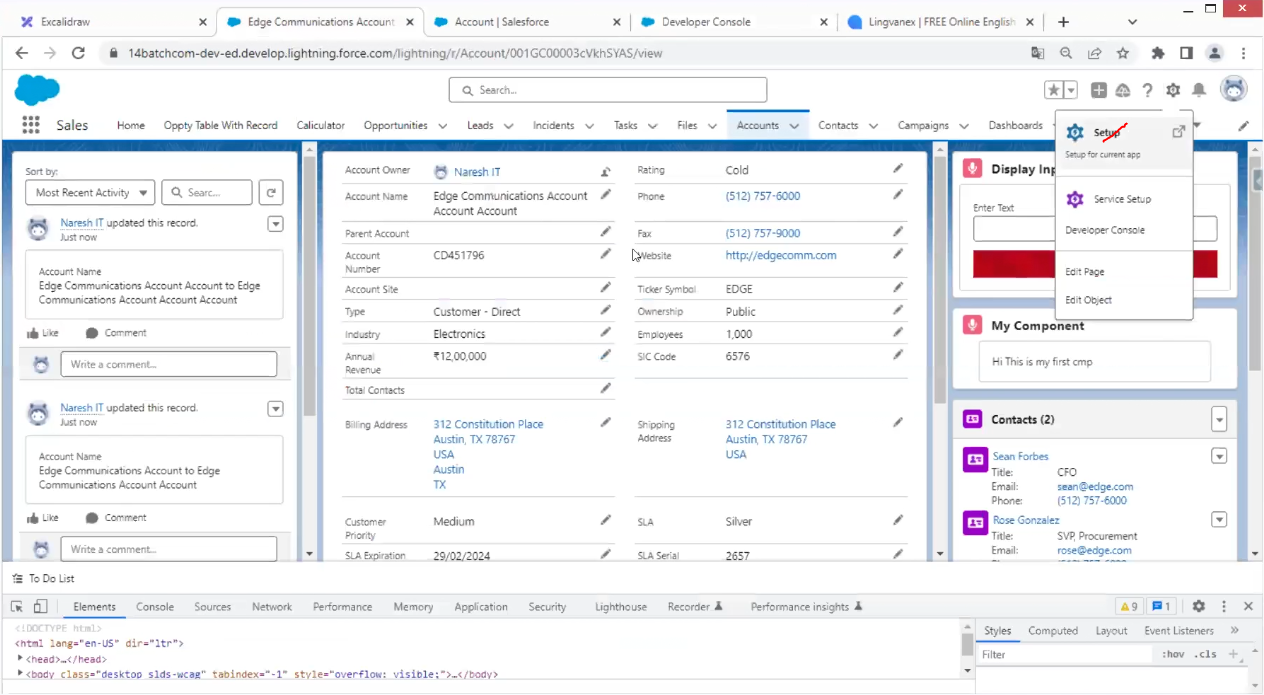 Excalidraw
Edge Communications Account
Account | Salesforce
Developer Console
Lingvanex | FREE Online English
14batchcom-dev-ed.develop.lightning.force.com/lightning/r/Account/001GC00003cVkhSYAS/view
Search...
Sales
Home
Oppty Table With Record
Calculator
Opportunities
Leads
Incidents
Tasks
Files
Accounts
Contacts
Campaigns
Dashboards
Sort by:
Most Recent Activity
Search...
Naresh IT updated this record.
Just now
Account Name
Edge Communications Account Account to Edge
Communications Account Account Account
Like
Comment
Write a comment...
Naresh IT updated this record.
Just now
Account Name
Edge Communications Account to Edge
Communications Account Account
Like
Comment
Write a comment...
Account Owner
Naresh IT
Account Name
Edge Communications Account
Account Account
Parent Account
Account
Number
CD451796
Account Site
Type
Customer - Direct
Industry
Electronics
Annual
Revenue
₹12,00,000
Total Contacts
Billing Address
312 Constitution Place
Austin, TX 78767
USA
Austin
TX
Customer
Priority
Medium
SLA Expiration
29/02/2024
Rating
Cold
Phone
(512) 757-6000
Fax
(512) 757-9000
Website
http://edgecomm.com
Ticker Symbol
EDGE
Ownership
Public
Employees
1,000
SIC Code
6576
Shipping
Address
312 Constitution Place
Austin, TX 78767
USA
SLA
Silver
SLA Serial
2657
Display Inp
Enter Text
Setup
Setup for current app
Service Setup
Developer Console
Edit Page
Edit Object
My Component
Hi This is my first cmp
Contacts (2)
Sean Forbes
Title:
CFO
Email:
sean@edge.com
Phone:
(512) 757-6000
Rose Gonzalez
Title:
SVP, Procurement
Email:
rose@edge.com
To Do List
Elements
Console
Sources
Network
Performance
Memory
Application
Security
Lighthouse
Recorder
Performance insights
9
1
<!DOCTYPE html>
<html lang="en-US" dir="ltr">
<head>…</head>
<body class="desktop slds-wcag" tabindex="-1" style="overflow: visible;">…</body>
Styles
Computed
Layout
Event Listeners
Filter
:hov
.cls